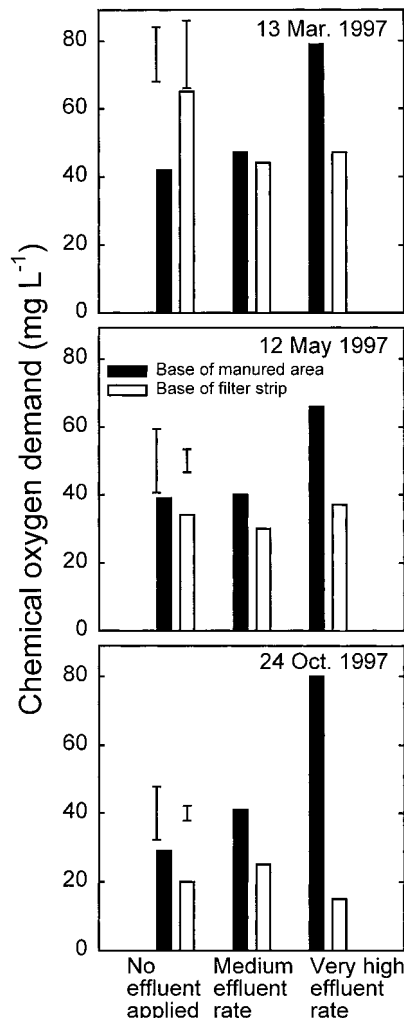 Chemical oxygen demand (mg L⁻¹)
13 Mar. 1997
80
60
40
20
0
12 May 1997
Base of manured area
Base of filter strip
80
60
40
20
0
24 Oct. 1997
80
60
40
20
0
No effluent applied
Medium effluent rate
Very high effluent rate